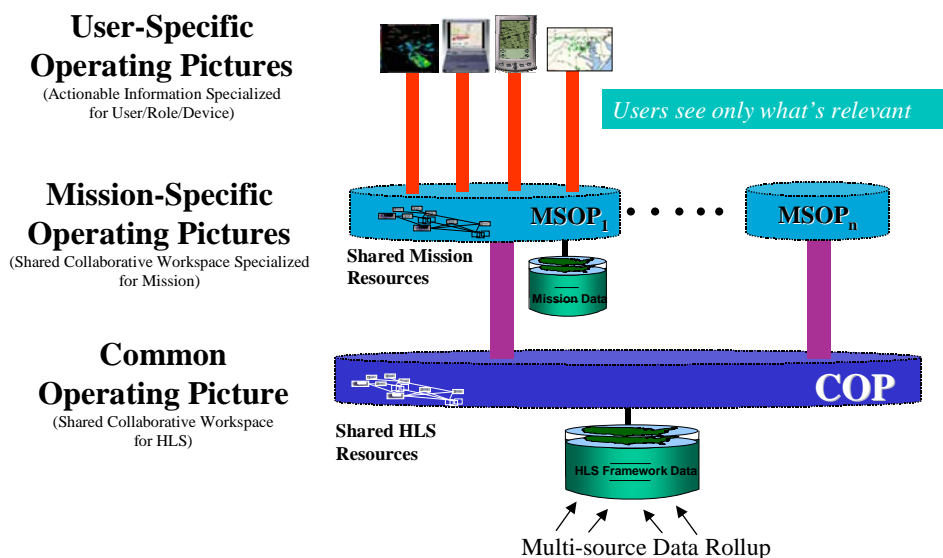 User-Specific
Operating Pictures
(Actionable Information Specialized
for User/Role/Device)
Users see only what's relevant
Mission-Specific
Operating Pictures
(Shared Collaborative Workspace Specialized
for Mission)
MSOP1
MSOPn
Shared Mission
Resources
Mission Data
Common
Operating Picture
(Shared Collaborative Workspace
for HLS)
COP
Shared HLS
Resources
HLS Framework Data
Multi-source Data Rollup